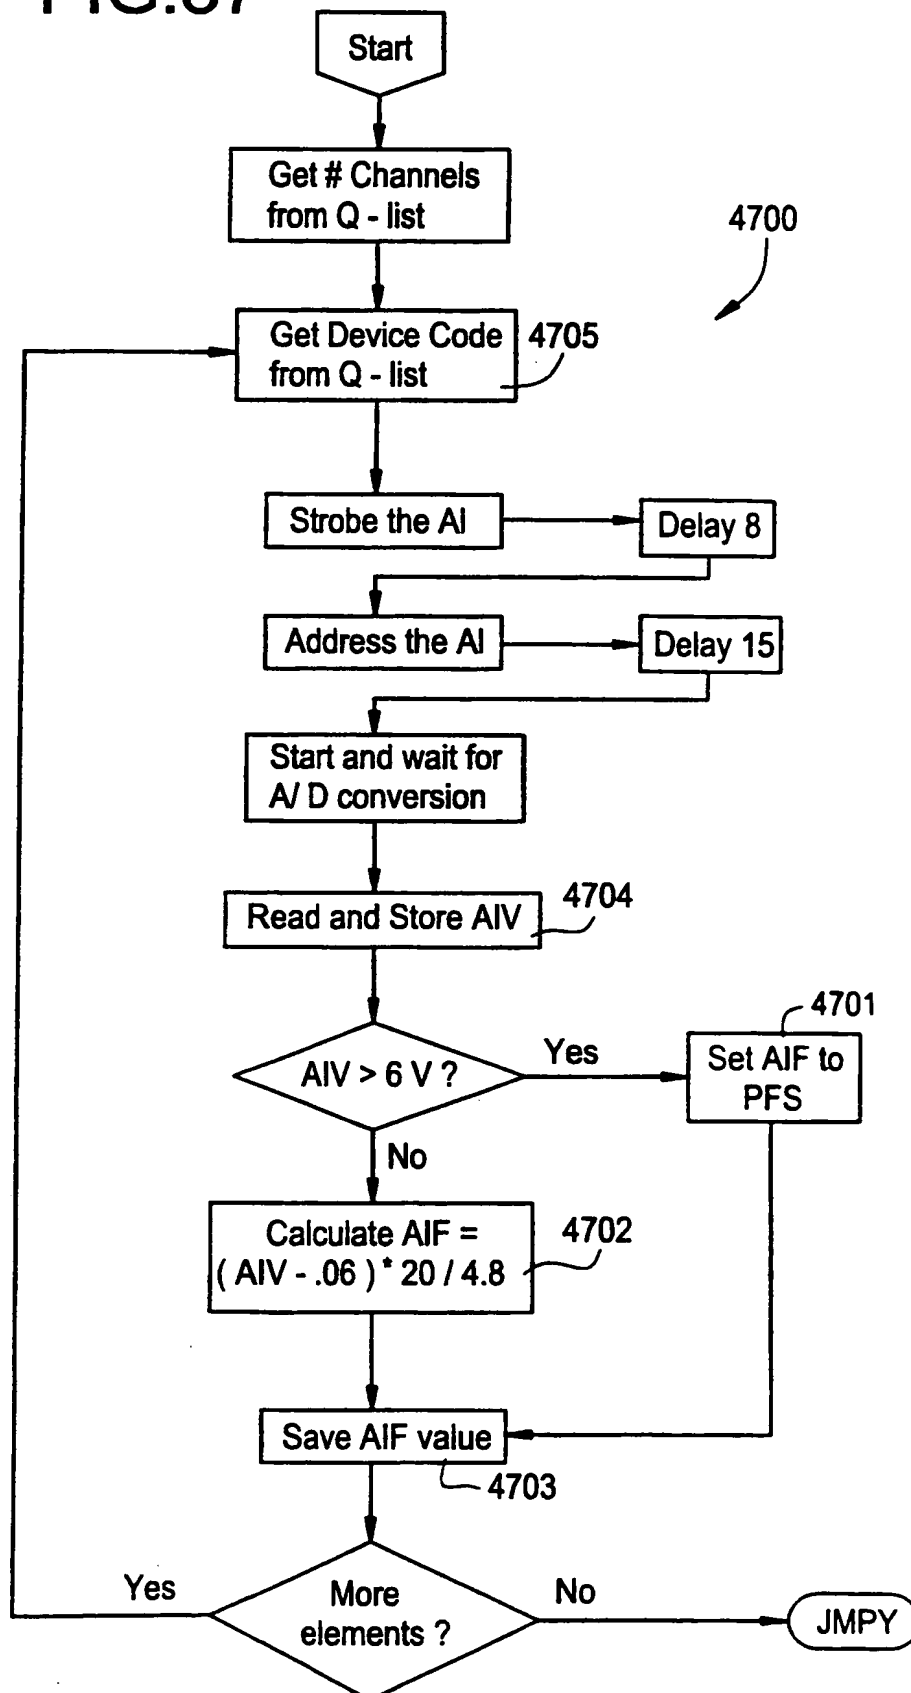 FIG.87
Start
Get # Channels
from Q - list
4700
Get Device Code
from Q - list
4705
Strobe the AI
Delay 8
Address the AI
Delay 15
Start and wait for
A/ D conversion
Read and Store AIV
4704
AIV > 6 V ?
Yes
4701
Set AIF to
PFS
No
Calculate AIF =
( AIV - .06 ) * 20 / 4.8
4702
Save AIF value
4703
Yes
More
elements ?
No
JMPY